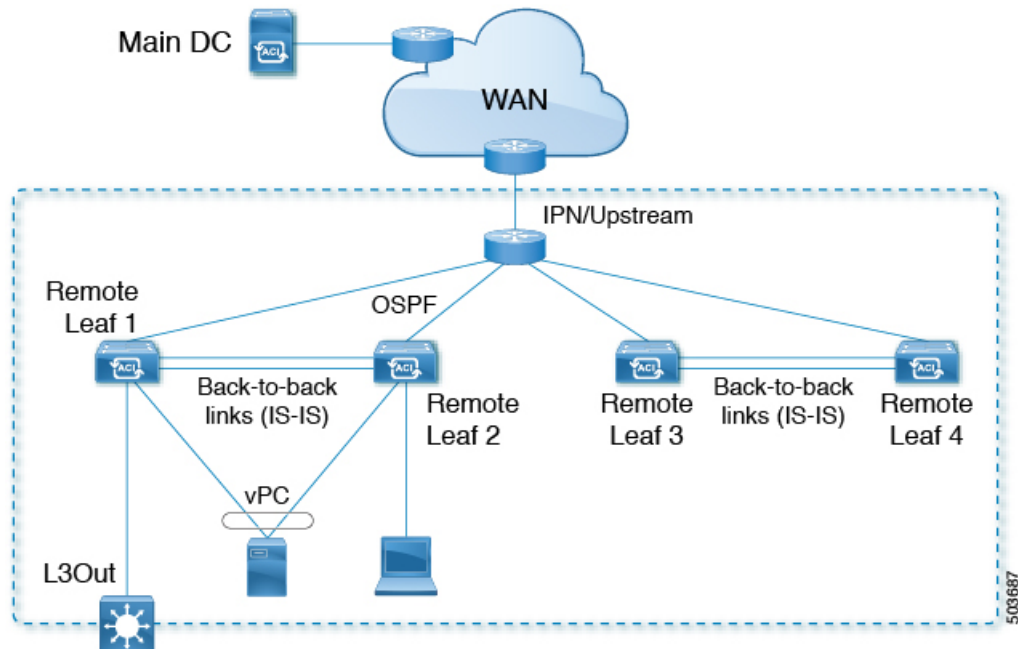 Main DC
ACI
WAN
IPN/Upstream
Remote
Leaf 1
OSPF
ACI
ACI
ACI
ACI
Back-to-back
links (IS-IS)
Remote
Leaf 2
Remote
Leaf 3
Back-to-back
links (IS-IS)
Remote
Leaf 4
vPC
L3Out
503687